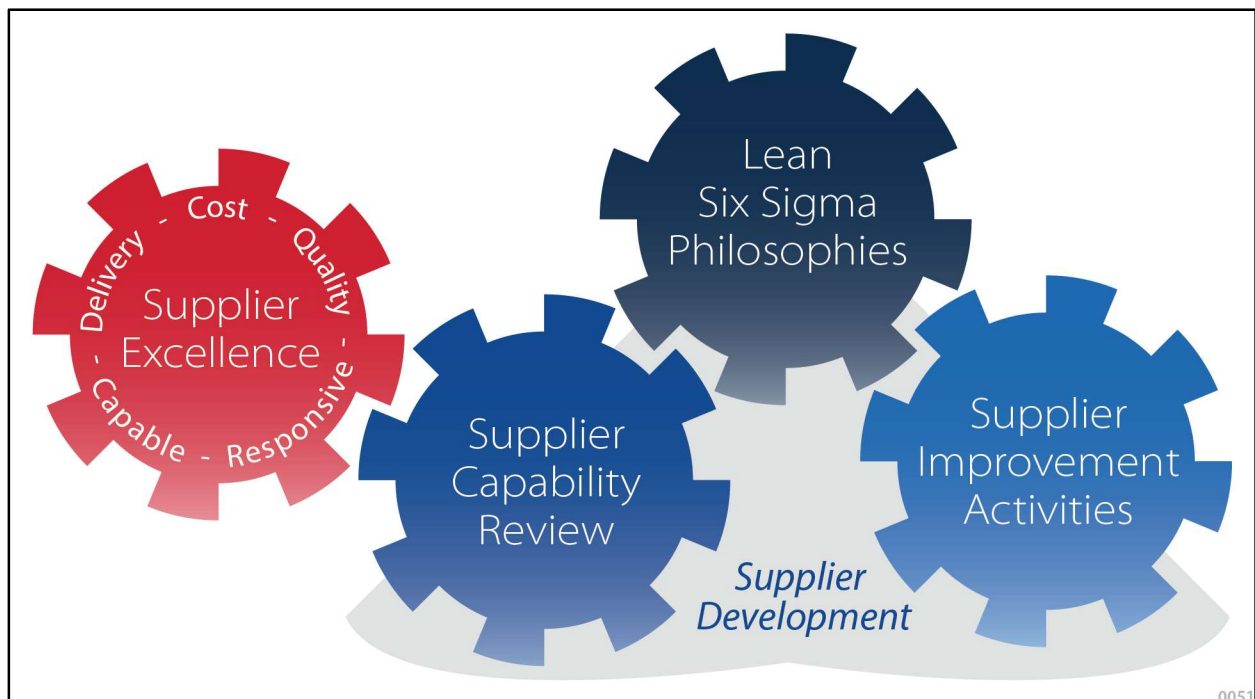 Delivery - Cost - Quality - Responsive - Capable -
Supplier
Excellence
Lean
Six Sigma
Philosophies
Supplier
Capability
Review
Supplier
Improvement
Activities
Supplier
Development
0051